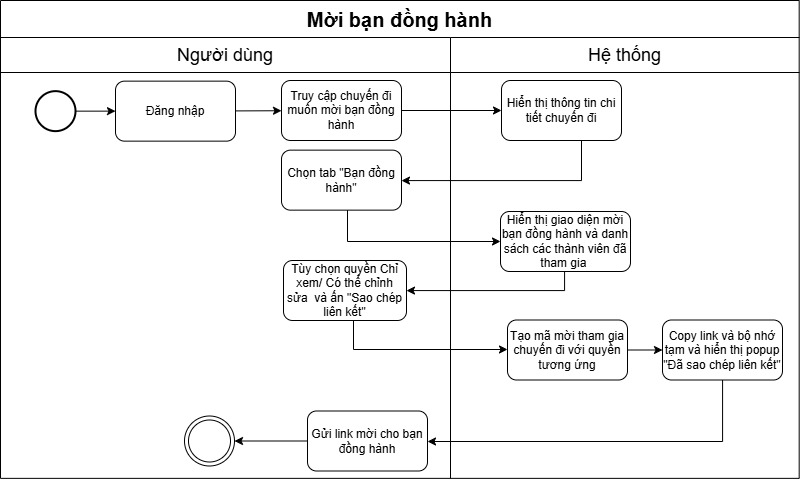 Mời bạn đồng hành
Người dùng
Hệ thống
Đăng nhập
Truy cập chuyến đi
muốn mời bạn đồng
hành
Hiển thị thông tin chi
tiết chuyến đi
Chọn tab "Bạn đồng
hành"
Hiển thị giao diện mời
bạn đồng hành và danh
sách các thành viên đã
tham gia
Tùy chọn quyền Chỉ
xem/ Có thể chỉnh
sửa và ấn "Sao chép
liên kết"
Tạo mã mời tham gia
chuyến đi với quyền
tương ứng
Copy link và bộ nhớ
tạm và hiển thị popup
"Đã sao chép liên kết"
Gửi link mời cho bạn
đồng hành